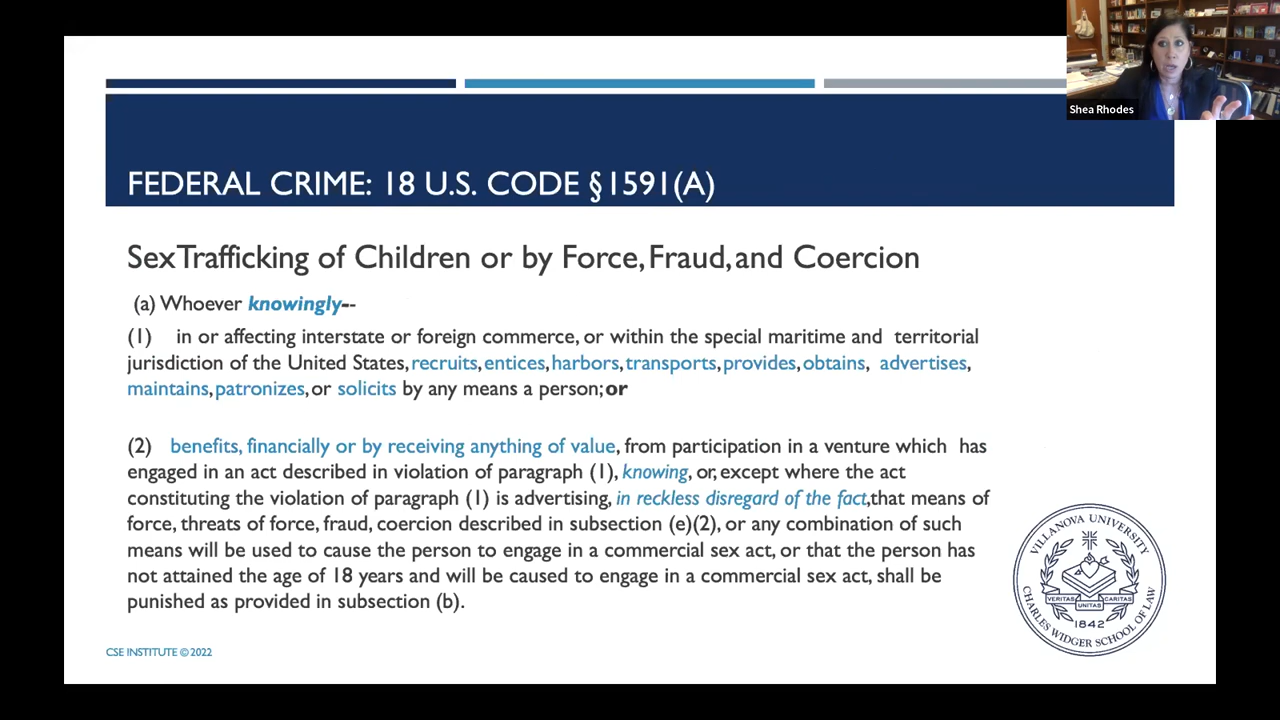 Shea Rhodes
FEDERAL CRIME: 18 U.S. CODE §1591(A)
Sex Trafficking of Children or by Force, Fraud, and Coercion
(a) Whoever knowingly--
(1) in or affecting interstate or foreign commerce, or within the special maritime and territorial
jurisdiction of the United States, recruits, entices, harbors, transports, provides, obtains, advertises,
maintains, patronizes, or solicits by any means a person; or
(2) benefits, financially or by receiving anything of value, from participation in a venture which has
engaged in an act described in violation of paragraph (1), knowing, or, except where the act
constituting the violation of paragraph (1) is advertising, in reckless disregard of the fact, that means of
force, threats of force, fraud, coercion described in subsection (e)(2), or any combination of such
means will be used to cause the person to engage in a commercial sex act, or that the person has
not attained the age of 18 years and will be caused to engage in a commercial sex act, shall be
punished as provided in subsection (b).
VILLANOVA UNIVERSITY
VERITAS UNITAS CARITAS
1842
CHARLES WIDGER SCHOOL OF LAW
CSE INSTITUTE © 2022